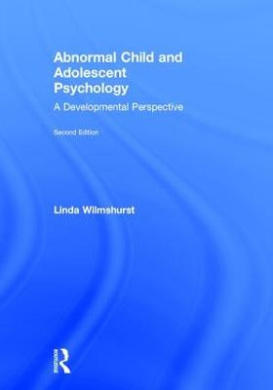 Abnormal Child and
Adolescent
Psychology
A Developmental Perspective
Second Edition
Linda Wilmshurst
R